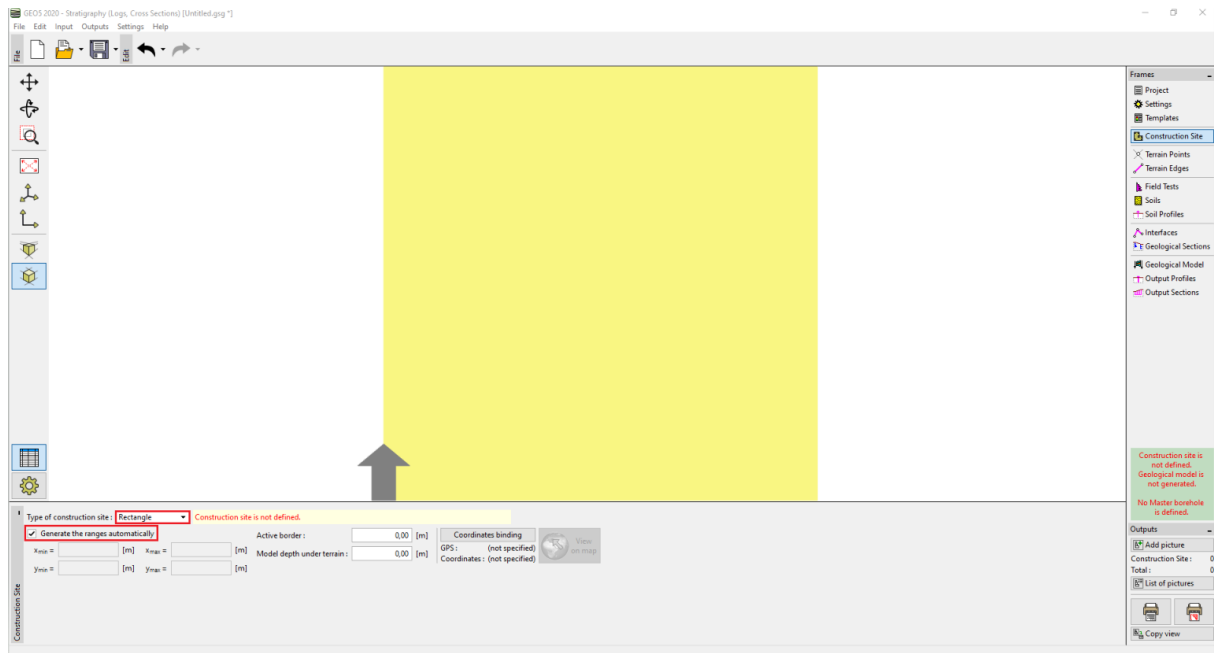 GEO5 2020 - Stratigraphy (Logs, Cross Sections) [Untitled.gsg *]
File Edit Input Outputs Settings Help
File
Edit
Frames
Project
Settings
Templates
Construction Site
Terrain Points
Terrain Edges
Field Tests
Soils
Soil Profiles
Interfaces
Geological Sections
Geological Model
Output Profiles
Output Sections
Construction site is
not defined.
Geological model is
not generated.
No Master borehole
is defined.
Type of construction site : Rectangle Construction site is not defined.
Generate the ranges automatically Active border : 0,00 [m] Coordinates binding
xmin = [m] xmax = [m] Model depth under terrain : 0,00 [m] GPS : (not specified) View on map
ymin = [m] ymax = [m] Coordinates : (not specified)
Construction Site
Outputs
Add picture
Construction Site : 0
Total : 0
List of pictures
Copy view